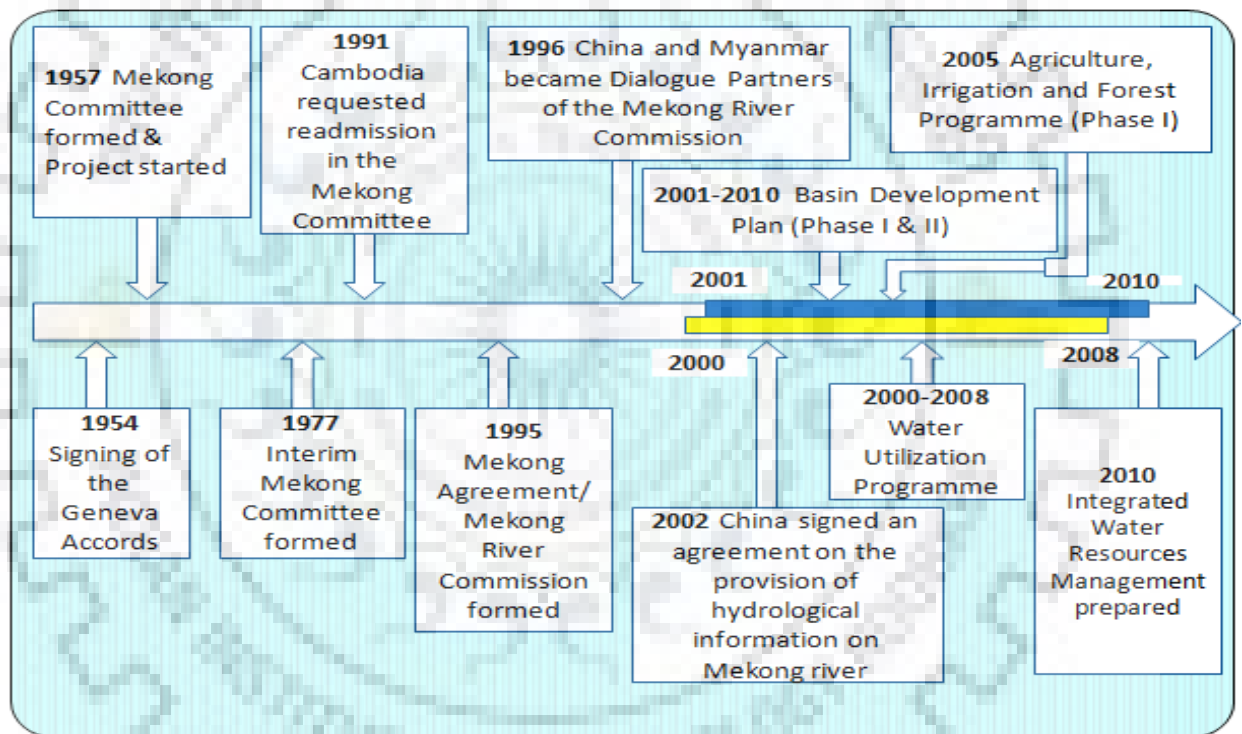 1957 Mekong
Committee
formed &
Project started
1991
Cambodia
requested
readmission
in the
Mekong
Committee
1996 China and Myanmar
became Dialogue Partners
of the Mekong River
Commission
2005 Agriculture,
Irrigation and Forest
Programme (Phase I)
2001-2010 Basin Development
Plan (Phase I & II)
2001
2010
2000
2008
1954
Signing of
the
Geneva
Accords
1977
Interim
Mekong
Committee
formed
1995
Mekong
Agreement/
Mekong
River
Commission
formed
2002 China signed an
agreement on the
provision of
hydrological
information on
Mekong river
2000-2008
Water
Utilization
Programme
2010
Integrated
Water
Resources
Management
prepared